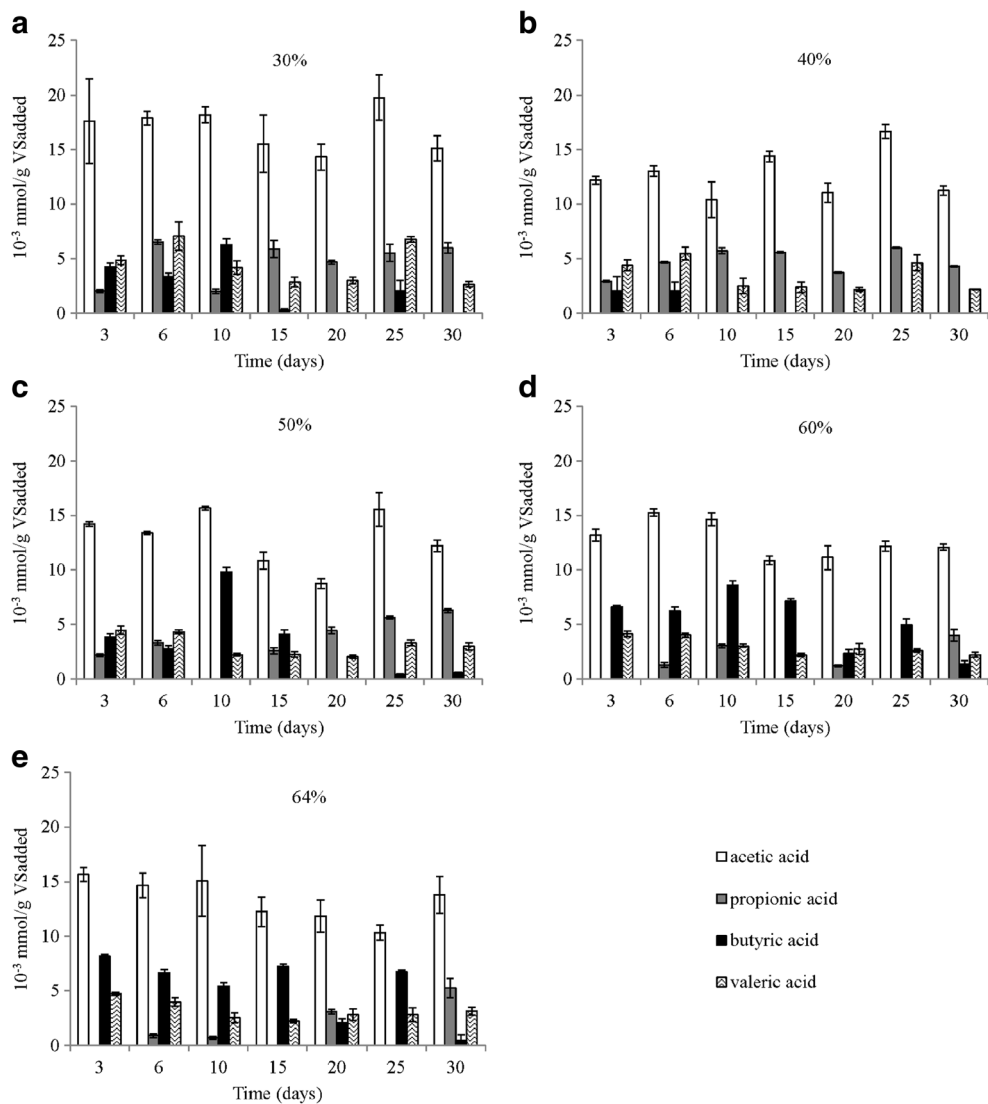 a
30%
25
20
15
10
5
0
10⁻³ mmol/g VSadded
3 6 10 15 20 25 30
Time (days)
b
40%
25
20
15
10
5
0
10⁻³ mmol/g VSadded
3 6 10 15 20 25 30
Time (days)
c
50%
25
20
15
10
5
0
10⁻³ mmol/g VSadded
3 6 10 15 20 25 30
Time (days)
d
60%
25
20
15
10
5
0
10⁻³ mmol/g VSadded
3 6 10 15 20 25 30
Time (days)
e
64%
25
20
15
10
5
0
10⁻³ mmol/g VSadded
3 6 10 15 20 25 30
Time (days)
acetic acid
propionic acid
butyric acid
valeric acid